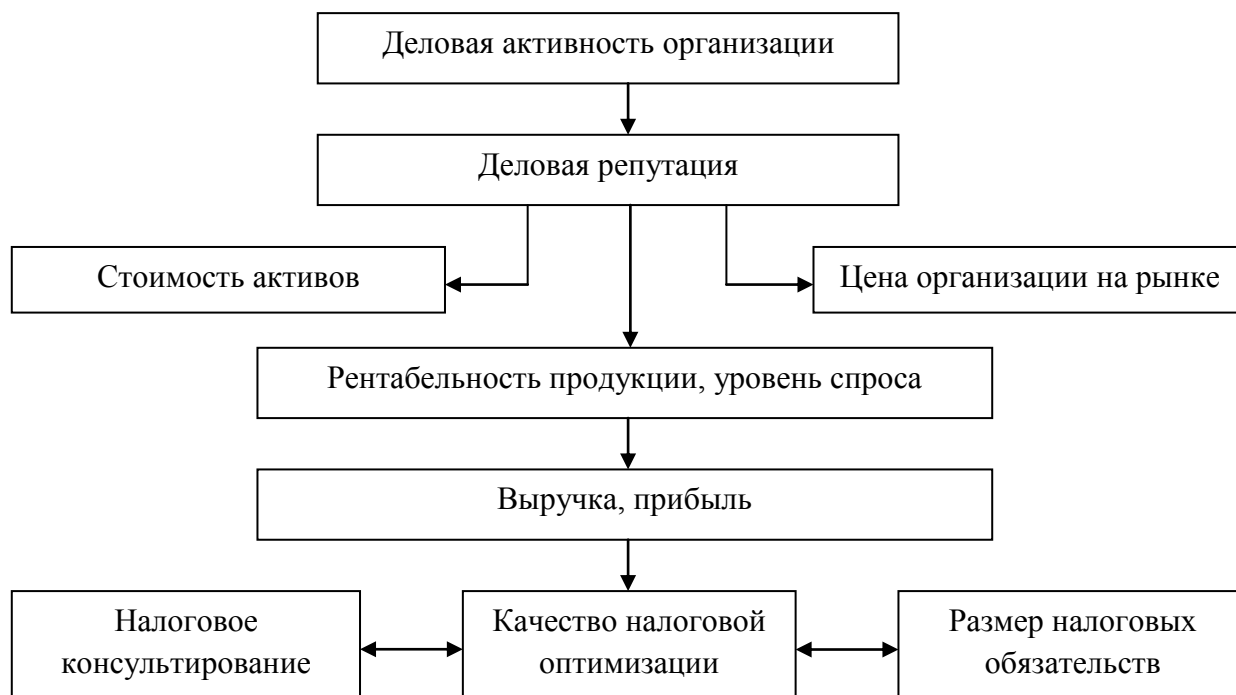 Деловая активность организации
Деловая репутация
Стоимость активов
Цена организации на рынке
Рентабельность продукции, уровень спроса
Выручка, прибыль
Налоговое
консультирование
Качество налоговой
оптимизации
Размер налоговых
обязательств